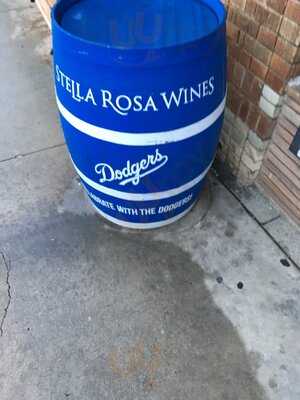 STELLA ROSA WINES
Dodgers
WITH THE DODGERS!